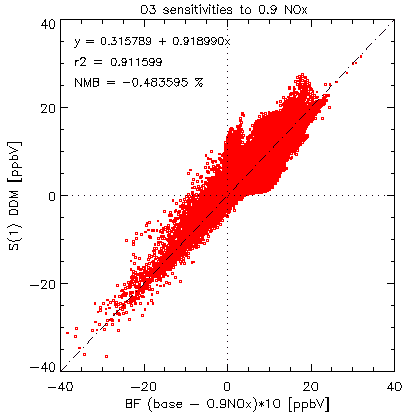 O3 sensitivities to 0.9 NOx
y = 0.315789 + 0.918990x
r2 = 0.911599
NMB = −0.483595 %
40
20
0
−20
−40
S(1) DDM [ppbV]
−40
−20
0
20
40
BF (base − 0.9NOx)*10 [ppbV]